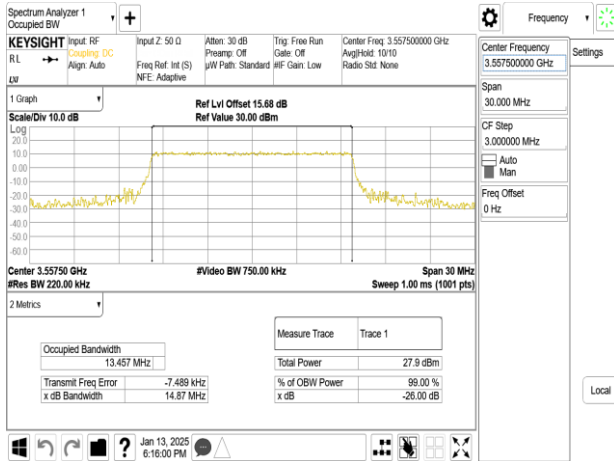 Spectrum Analyzer 1
Occupied BW
Frequency
KEYSIGHT
RL
Input: RF
Coupling: DC
Align: Auto
Input Z: 50 Ω
Freq Ref: Int (S)
NFE: Adaptive
Atten: 30 dB
Preamp: Off
µW Path: Standard
Trig: Free Run
Gate: Off
#IF Gain: Low
Center Freq: 3.557500000 GHz
Avg|Hold: 10/10
Radio Std: None
Center Frequency
3.557500000 GHz
Settings
Span
30.000 MHz
CF Step
3.000000 MHz
Auto
Man
Freq Offset
0 Hz
Local
1 Graph
Scale/Div 10.0 dB
Ref Lvl Offset 15.68 dB
Ref Value 30.00 dBm
Log
20.0
10.0
0.00
-10.0
-20.0
-30.0
-40.0
-50.0
-60.0
Center 3.55750 GHz
#Video BW 750.00 kHz
Span 30 MHz
#Res BW 220.00 kHz
Sweep 1.00 ms (1001 pts)
2 Metrics
Occupied Bandwidth
13.457 MHz
Transmit Freq Error -7.489 kHz
x dB Bandwidth 14.87 MHz
Measure Trace Trace 1
Total Power 27.9 dBm
% of OBW Power 99.00 %
x dB -26.00 dB
Jan 13, 2025
6:16:00 PM